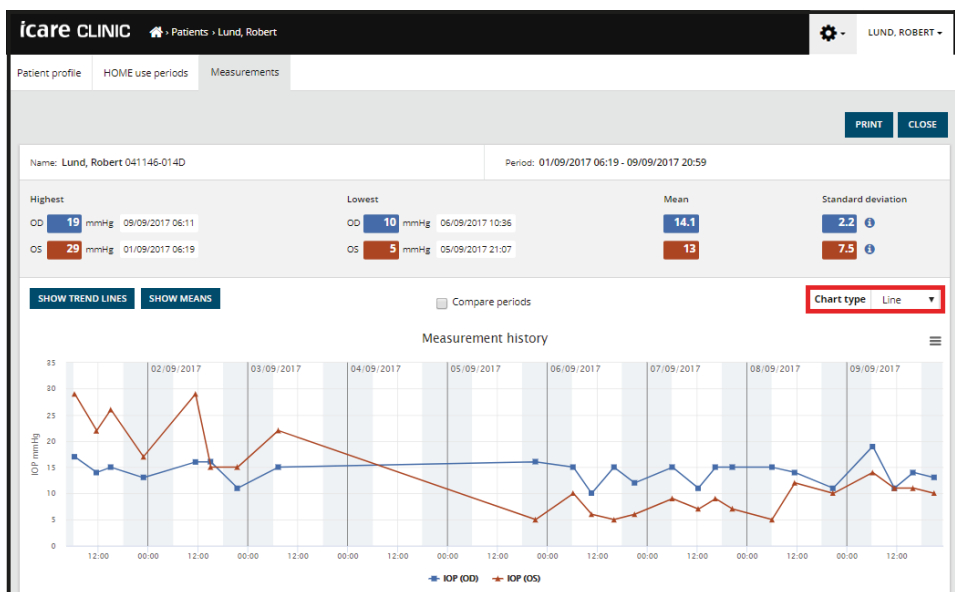 icare CLINIC › Patients › Lund, Robert LUND, ROBERT
Patient profile HOME use periods Measurements
PRINT CLOSE
Name: Lund, Robert 041146-014D Period: 01/09/2017 06:19 - 09/09/2017 20:59
Highest Lowest Mean Standard deviation
OD 19 mmHg 09/09/2017 06:11 OD 10 mmHg 06/09/2017 10:36 14.1 2.2
OS 29 mmHg 01/09/2017 06:19 OS 5 mmHg 05/09/2017 21:07 13 7.5
SHOW TREND LINES SHOW MEANS Compare periods Chart type Line
Measurement history
35 02/09/2017 03/09/2017 04/09/2017 05/09/2017 06/09/2017 07/09/2017 08/09/2017 09/09/2017
30
25
20
15
10
5
0
IOP mmHg
12:00 00:00 12:00 00:00 12:00 00:00 12:00 00:00 12:00 00:00 12:00 00:00 12:00 00:00 12:00 00:00 12:00
IOP (OD) IOP (OS)